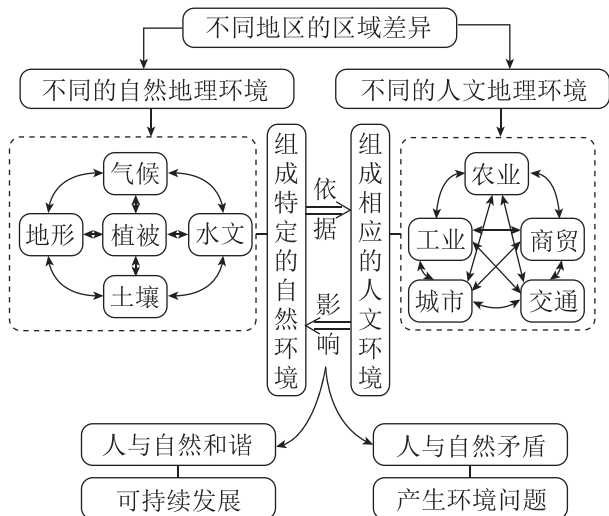 不同地区的区域差异
不同的自然地理环境
不同的人文地理环境
气候
地形
植被
水文
土壤
组成特定的自然环境
依据
影响
组成相应的人文环境
农业
工业
商贸
城市
交通
人与自然和谐
人与自然矛盾
可持续发展
产生环境问题